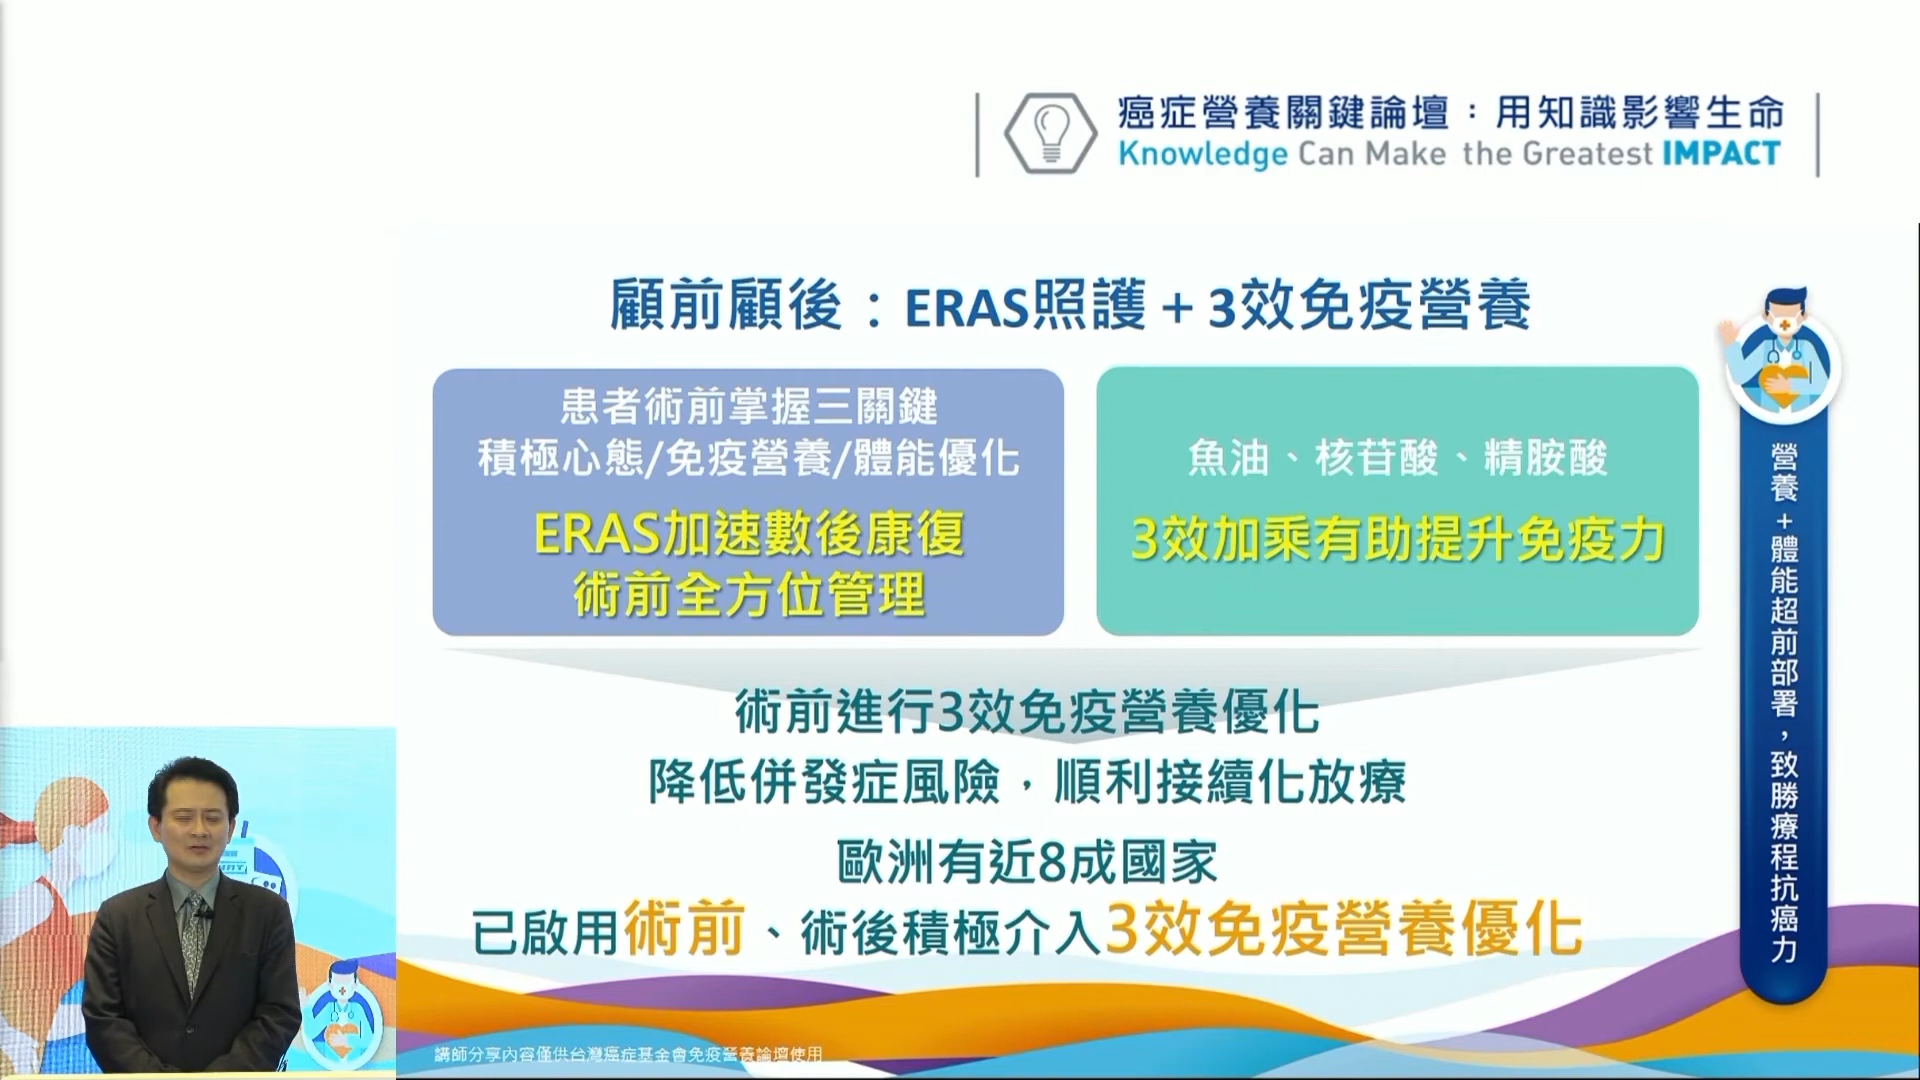 癌症營養關鍵論壇：用知識影響生命
Knowledge Can Make the Greatest IMPACT
顧前顧後：ERAS照護＋3效免疫營養
患者術前掌握三關鍵
積極心態/免疫營養/體能優化
ERAS加速數後康復
術前全方位管理
魚油、核苷酸、精胺酸
3效加乘有助提升免疫力
術前進行3效免疫營養優化
降低併發症風險，順利接續化放療
歐洲有近8成國家
已啟用術前、術後積極介入3效免疫營養優化
營養＋體能超前部署，致勝療程抗癌力
講師分享內容僅供台灣癌症基金會免疫營養論壇使用